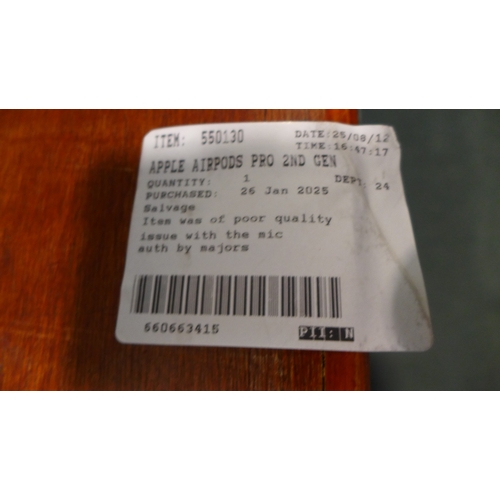 ITEM: 550130 DATE:25/08/12
TIME:16:47:17
APPLE AIRPODS PRO 2ND GEN
QUANTITY: 1 DEPT: 24
PURCHASED: 26 Jan 2025
Salvage
Item was of poor quality
issue with the mic
auth by majors
660663415 PII: N